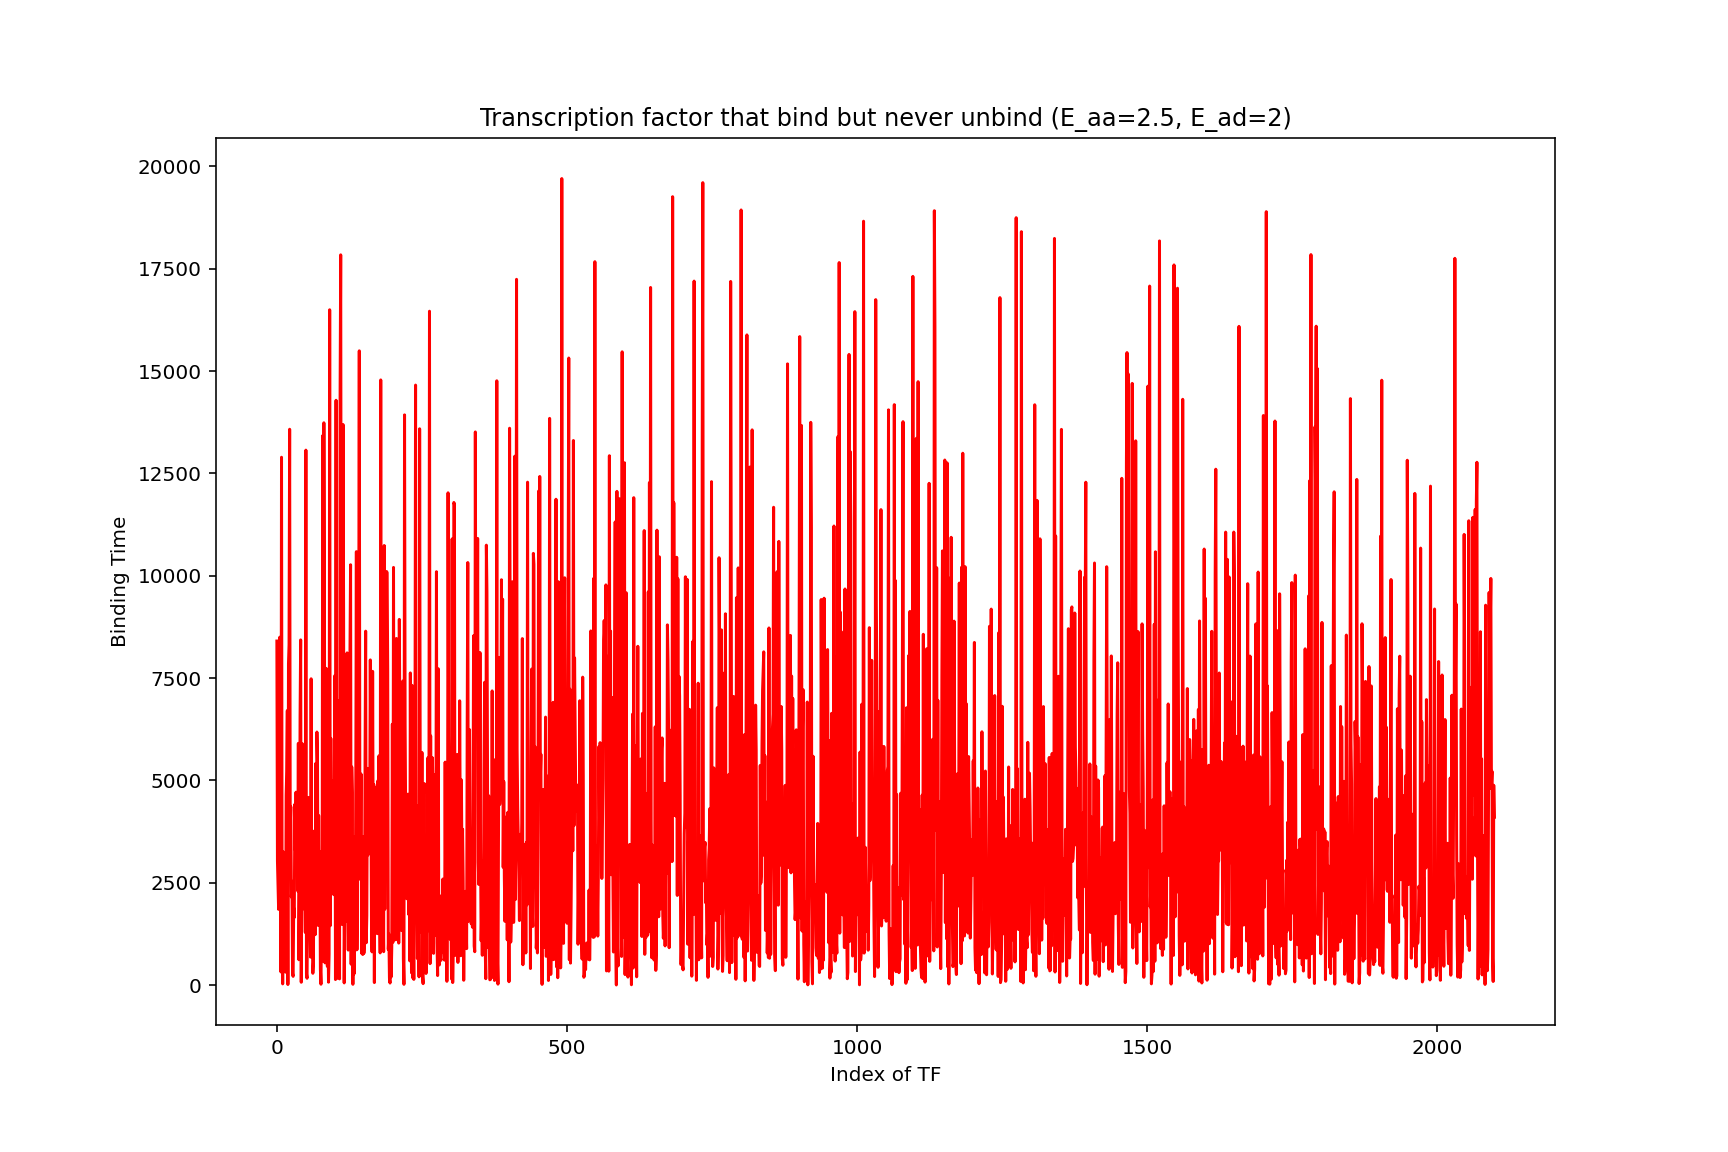 Transcription factor that bind but never unbind (E_aa=2.5, E_ad=2)
20000
17500
15000
12500
10000
7500
5000
2500
0
Binding Time
0 500 1000 1500 2000
Index of TF